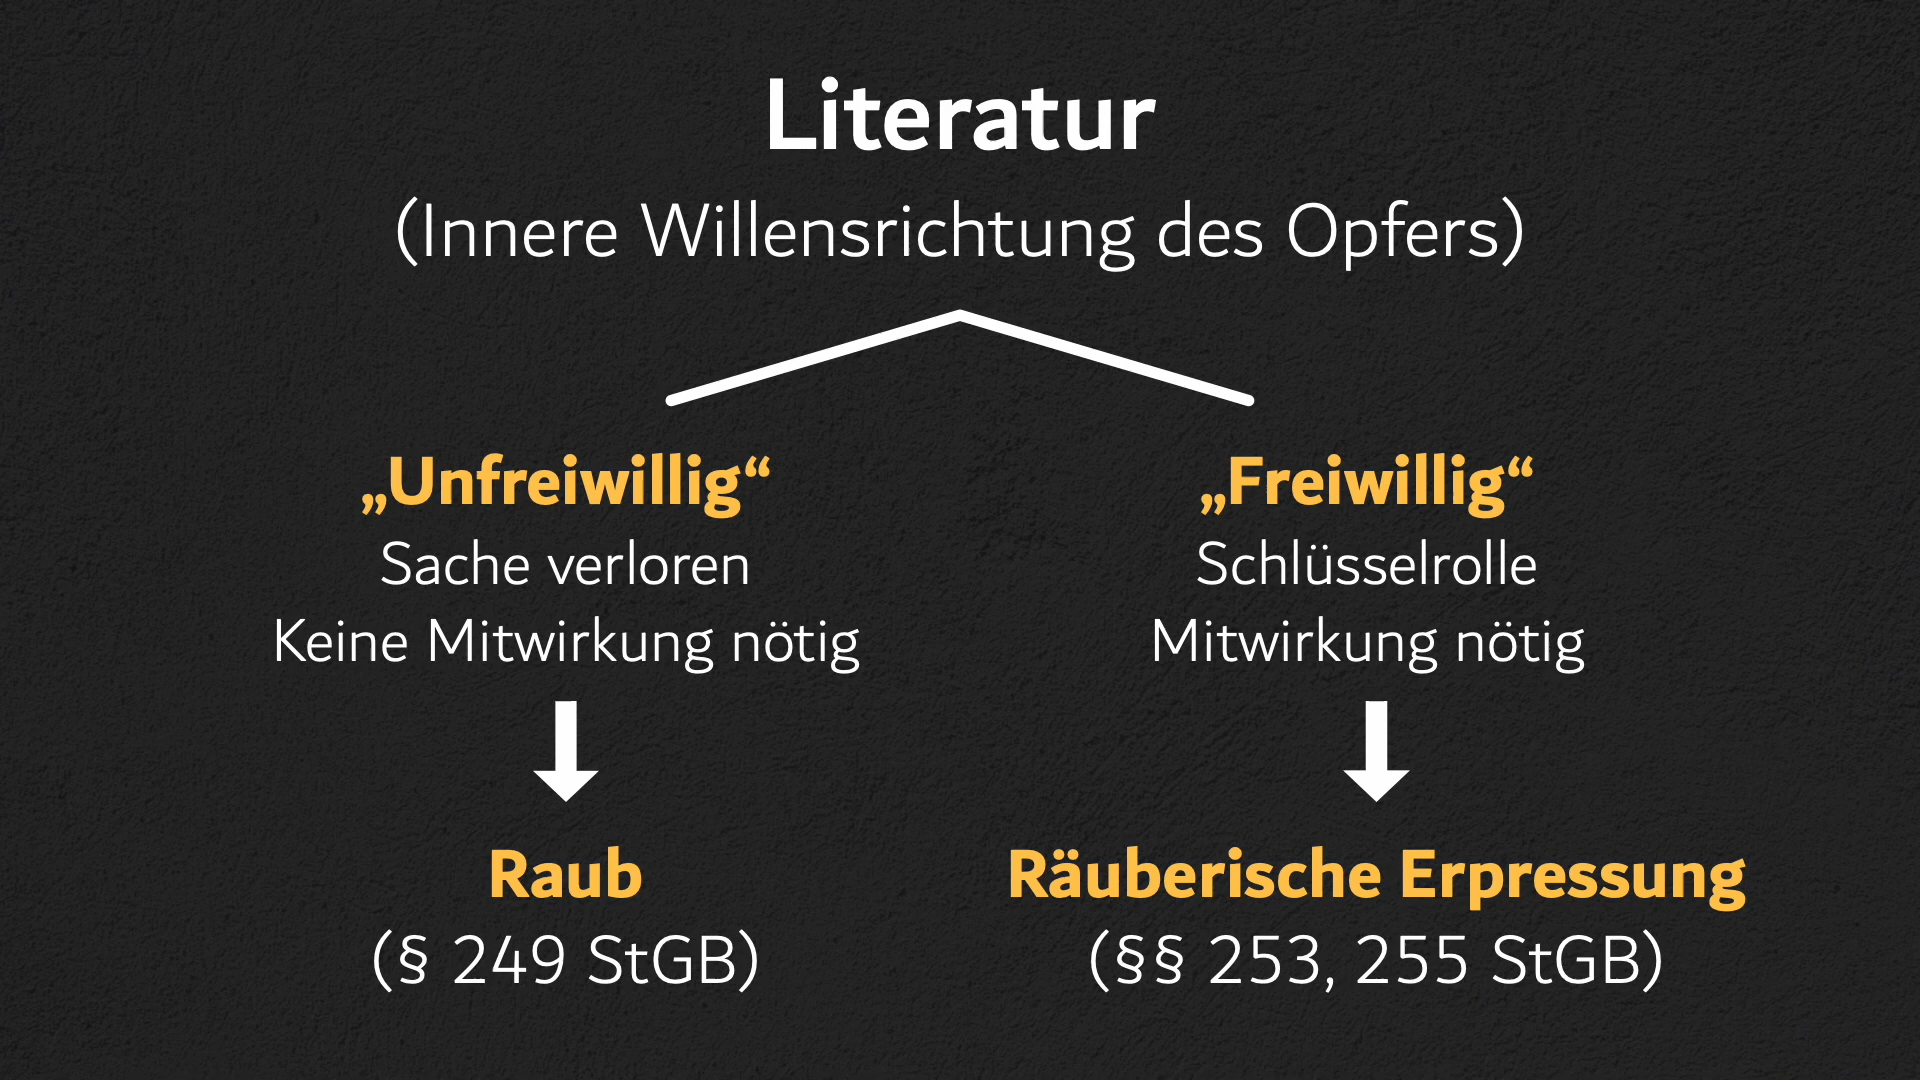 Literatur
(Innere Willensrichtung des Opfers)
„Unfreiwillig“
Sache verloren
Keine Mitwirkung nötig
Raub
(§ 249 StGB)
„Freiwillig“
Schlüsselrolle
Mitwirkung nötig
Räuberische Erpressung
(§§ 253, 255 StGB)